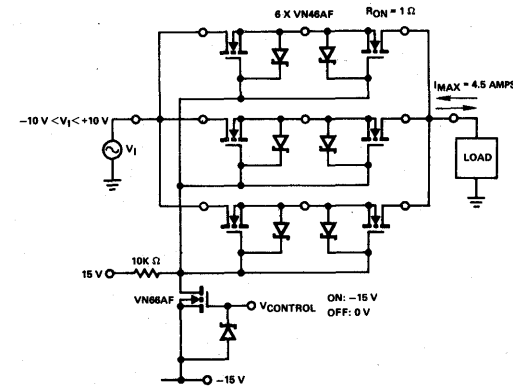 6 X VN46AF
RON = 1 Ω
IMAX = 4.5 AMPS
−10 V <VI< +10 V
VI
LOAD
10K Ω
15 V
VN66AF
VCONTROL
ON: −15 V
OFF: 0 V
−15 V